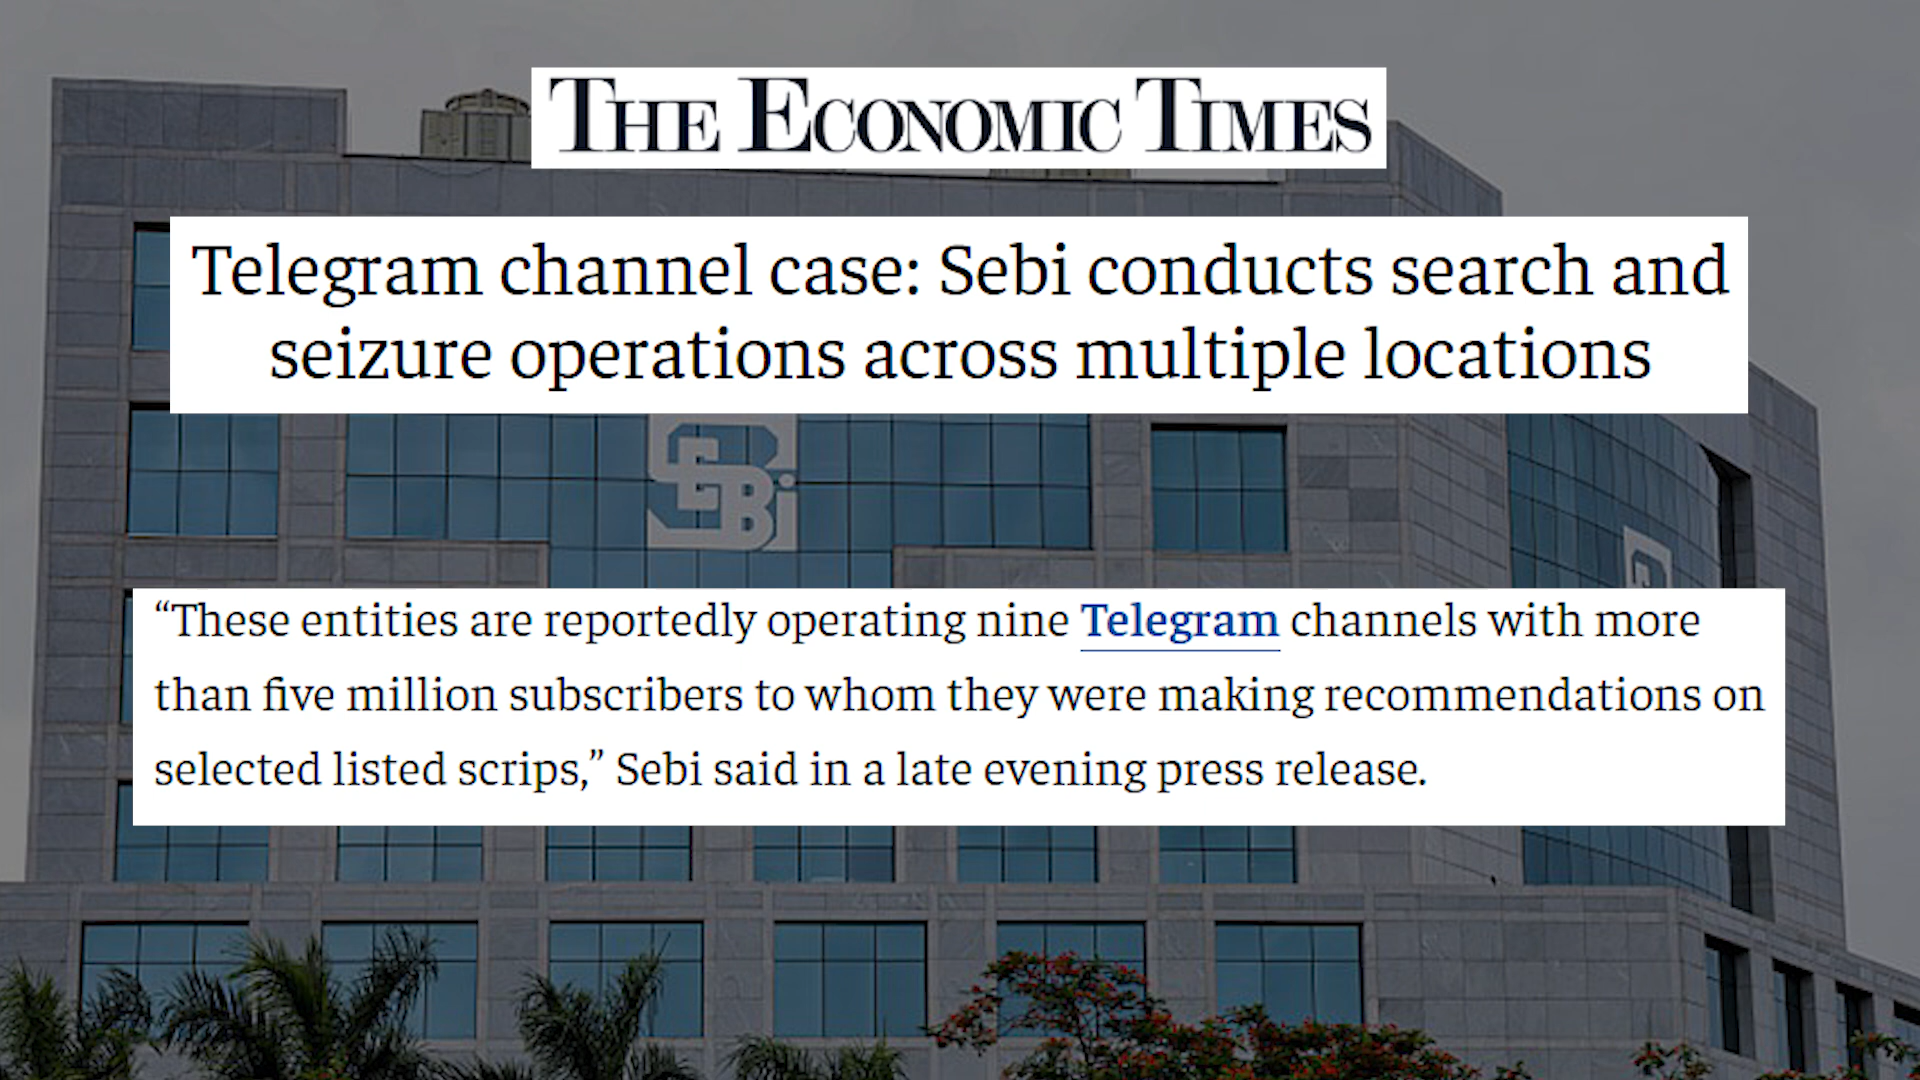 THE ECONOMIC TIMES
Telegram channel case: Sebi conducts search and
seizure operations across multiple locations
SEBi
“These entities are reportedly operating nine Telegram channels with more
than five million subscribers to whom they were making recommendations on
selected listed scrips,” Sebi said in a late evening press release.